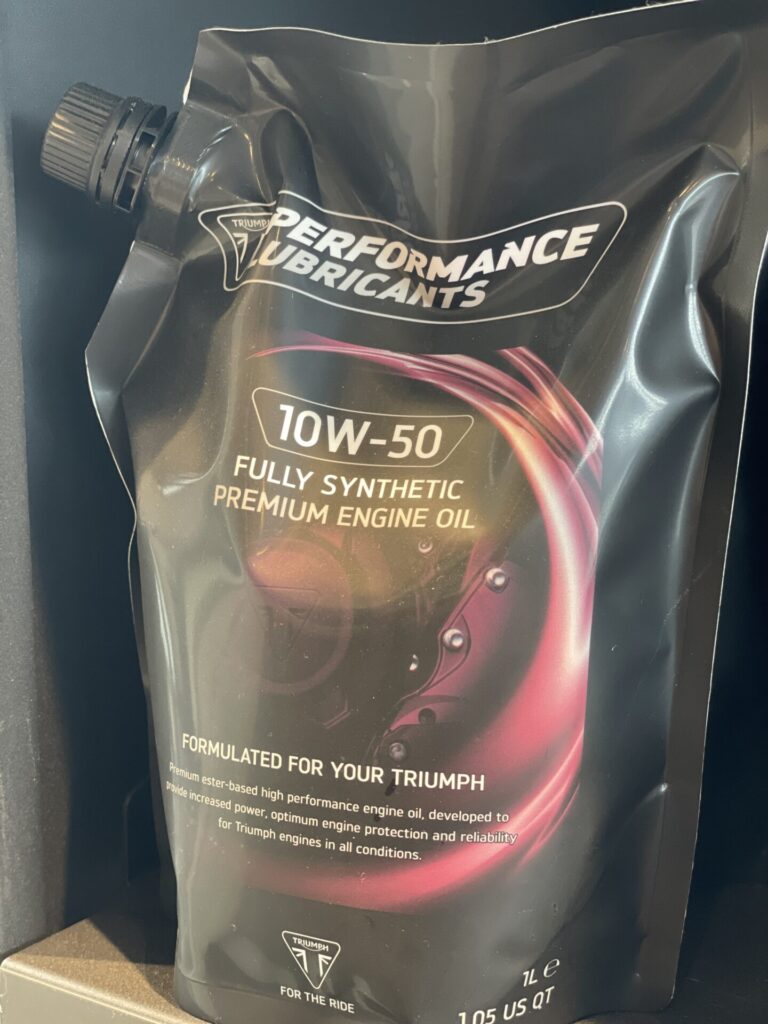 TRIUMPH
PERFORMANCE
LUBRICANTS
10W-50
FULLY SYNTHETIC
PREMIUM ENGINE OIL
FORMULATED FOR YOUR TRIUMPH
Premium ester-based high performance engine oil, developed to
provide increased power, optimum engine protection and reliability
for Triumph engines in all conditions.
TRIUMPH
FOR THE RIDE
1L ℮
1.05 US QT